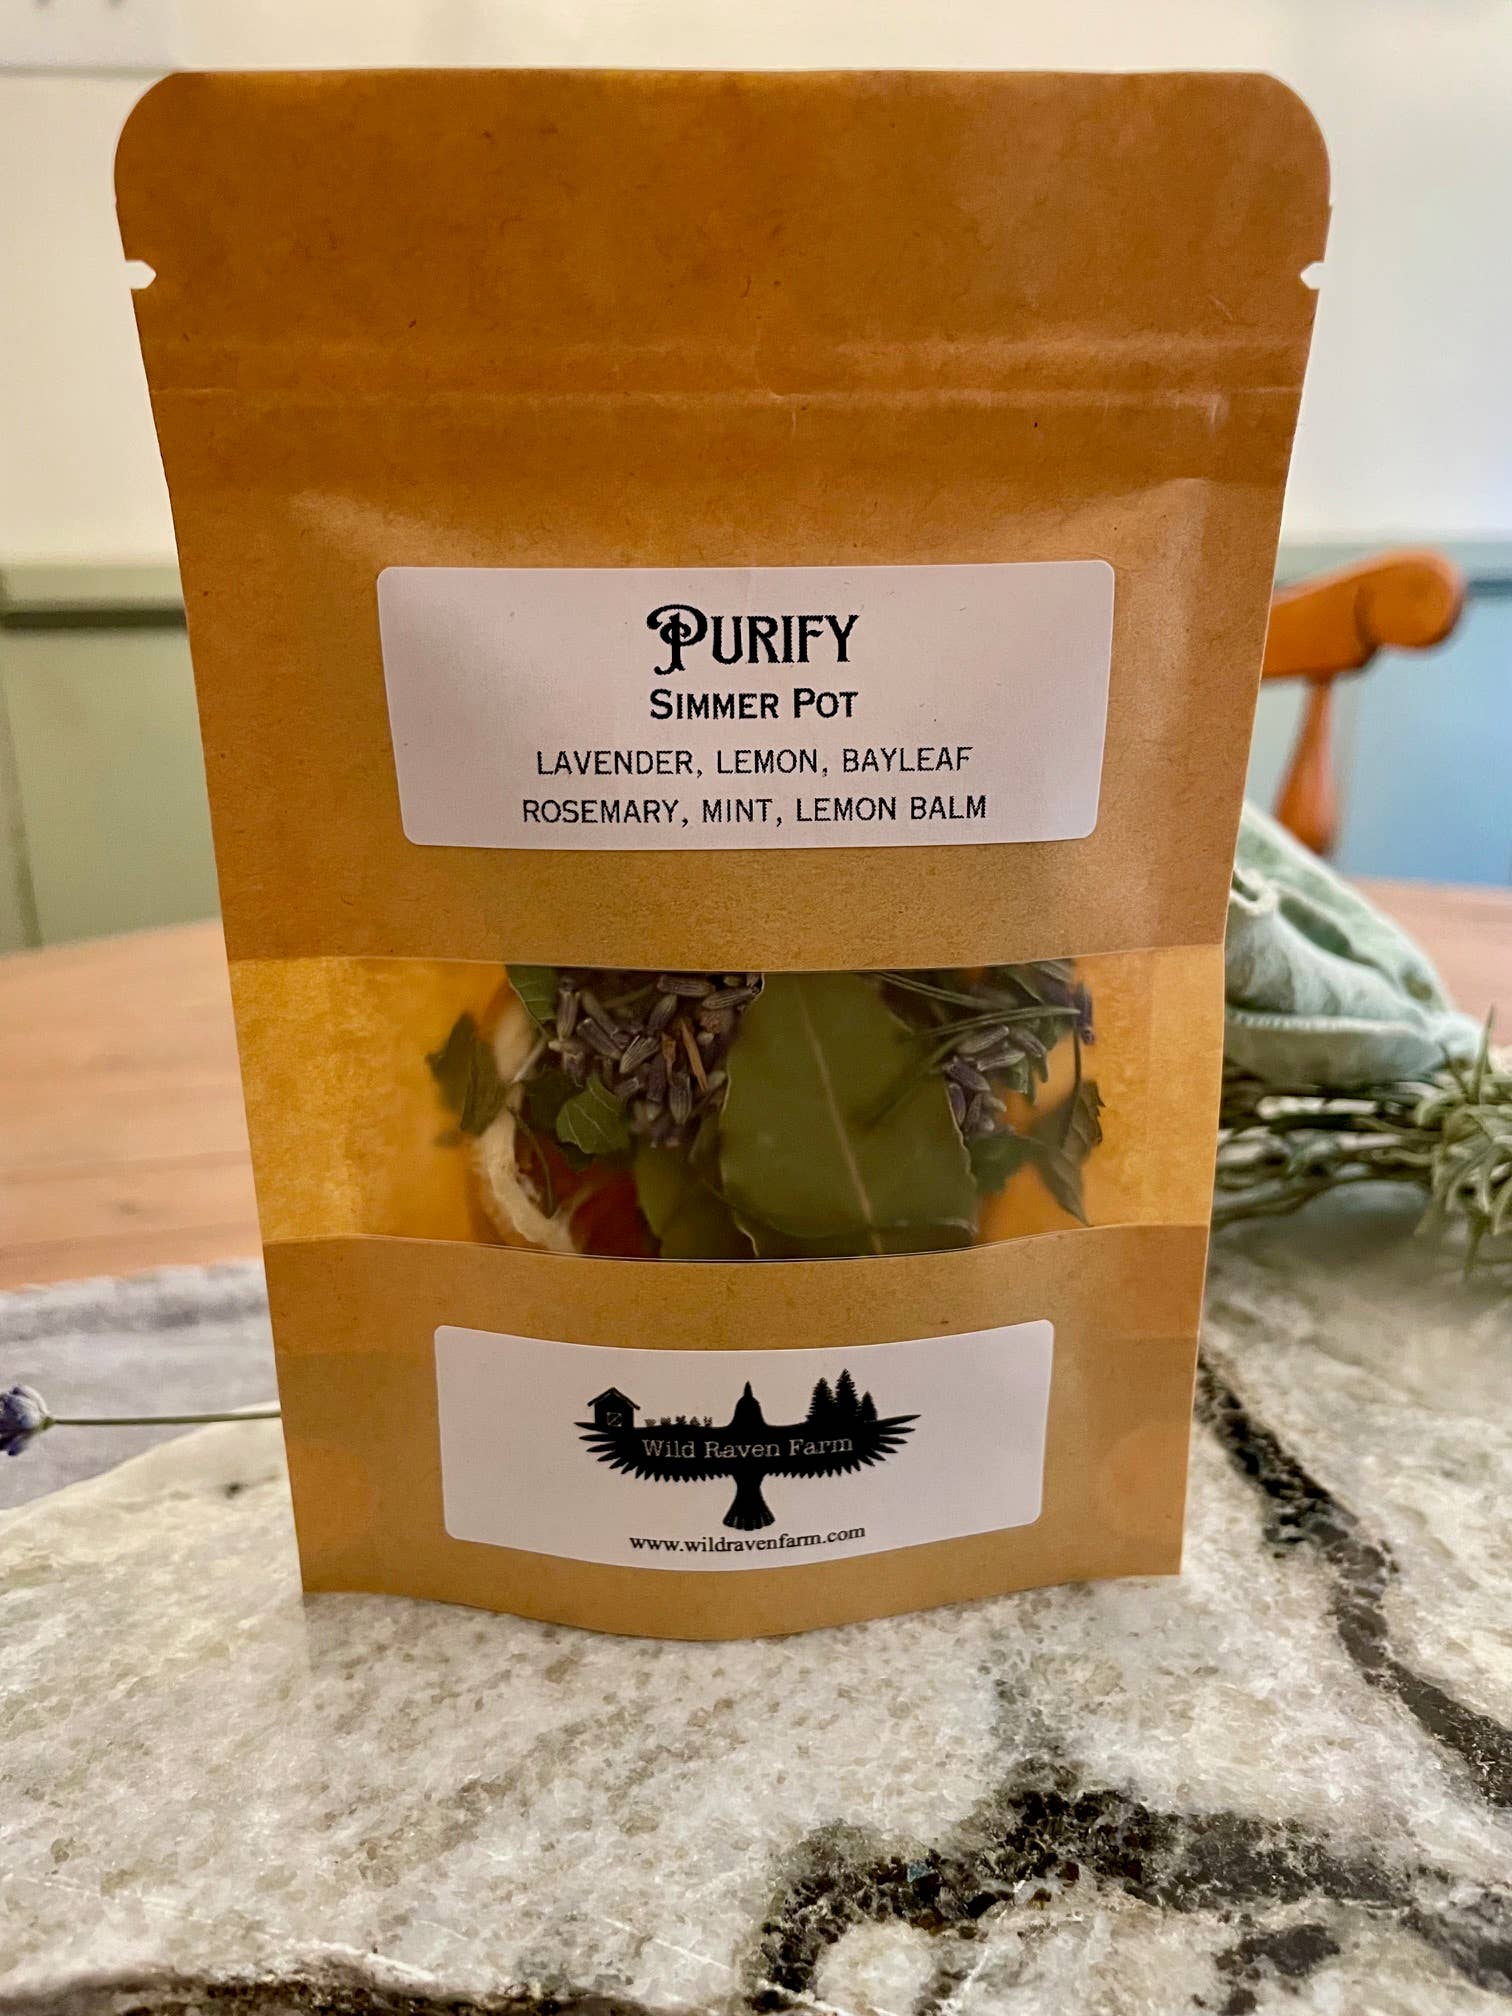 PURIFY
SIMMER POT
LAVENDER, LEMON, BAYLEAF
ROSEMARY, MINT, LEMON BALM
Wild Raven Farm
www.wildravenfarm.com